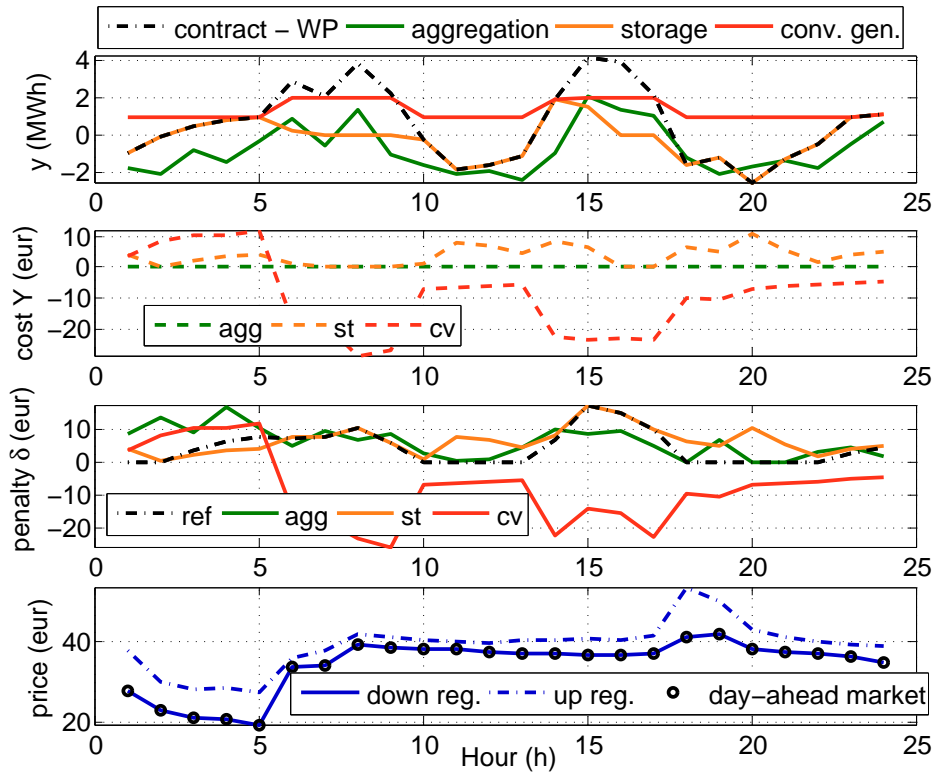 contract − WP aggregation storage conv. gen.
y (MWh)
4
2
0
−2
0 5 10 15 20 25
cost Y (eur)
10
0
−10
−20
agg st cv
0 5 10 15 20 25
penalty δ (eur)
10
0
−10
−20
ref agg st cv
0 5 10 15 20 25
price (eur)
40
20
down reg. up reg. day−ahead market
0 5 10 15 20 25
Hour (h)